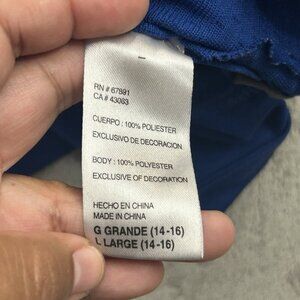 RN # 67891
CA # 43083
CUERPO : 100% POLIESTER
EXCLUSIVO DE DECORACION
BODY : 100% POLYESTER
EXCLUSIVE OF DECORATION
HECHO EN CHINA
MADE IN CHINA
G GRANDE (14-16)
L LARGE (14-16)